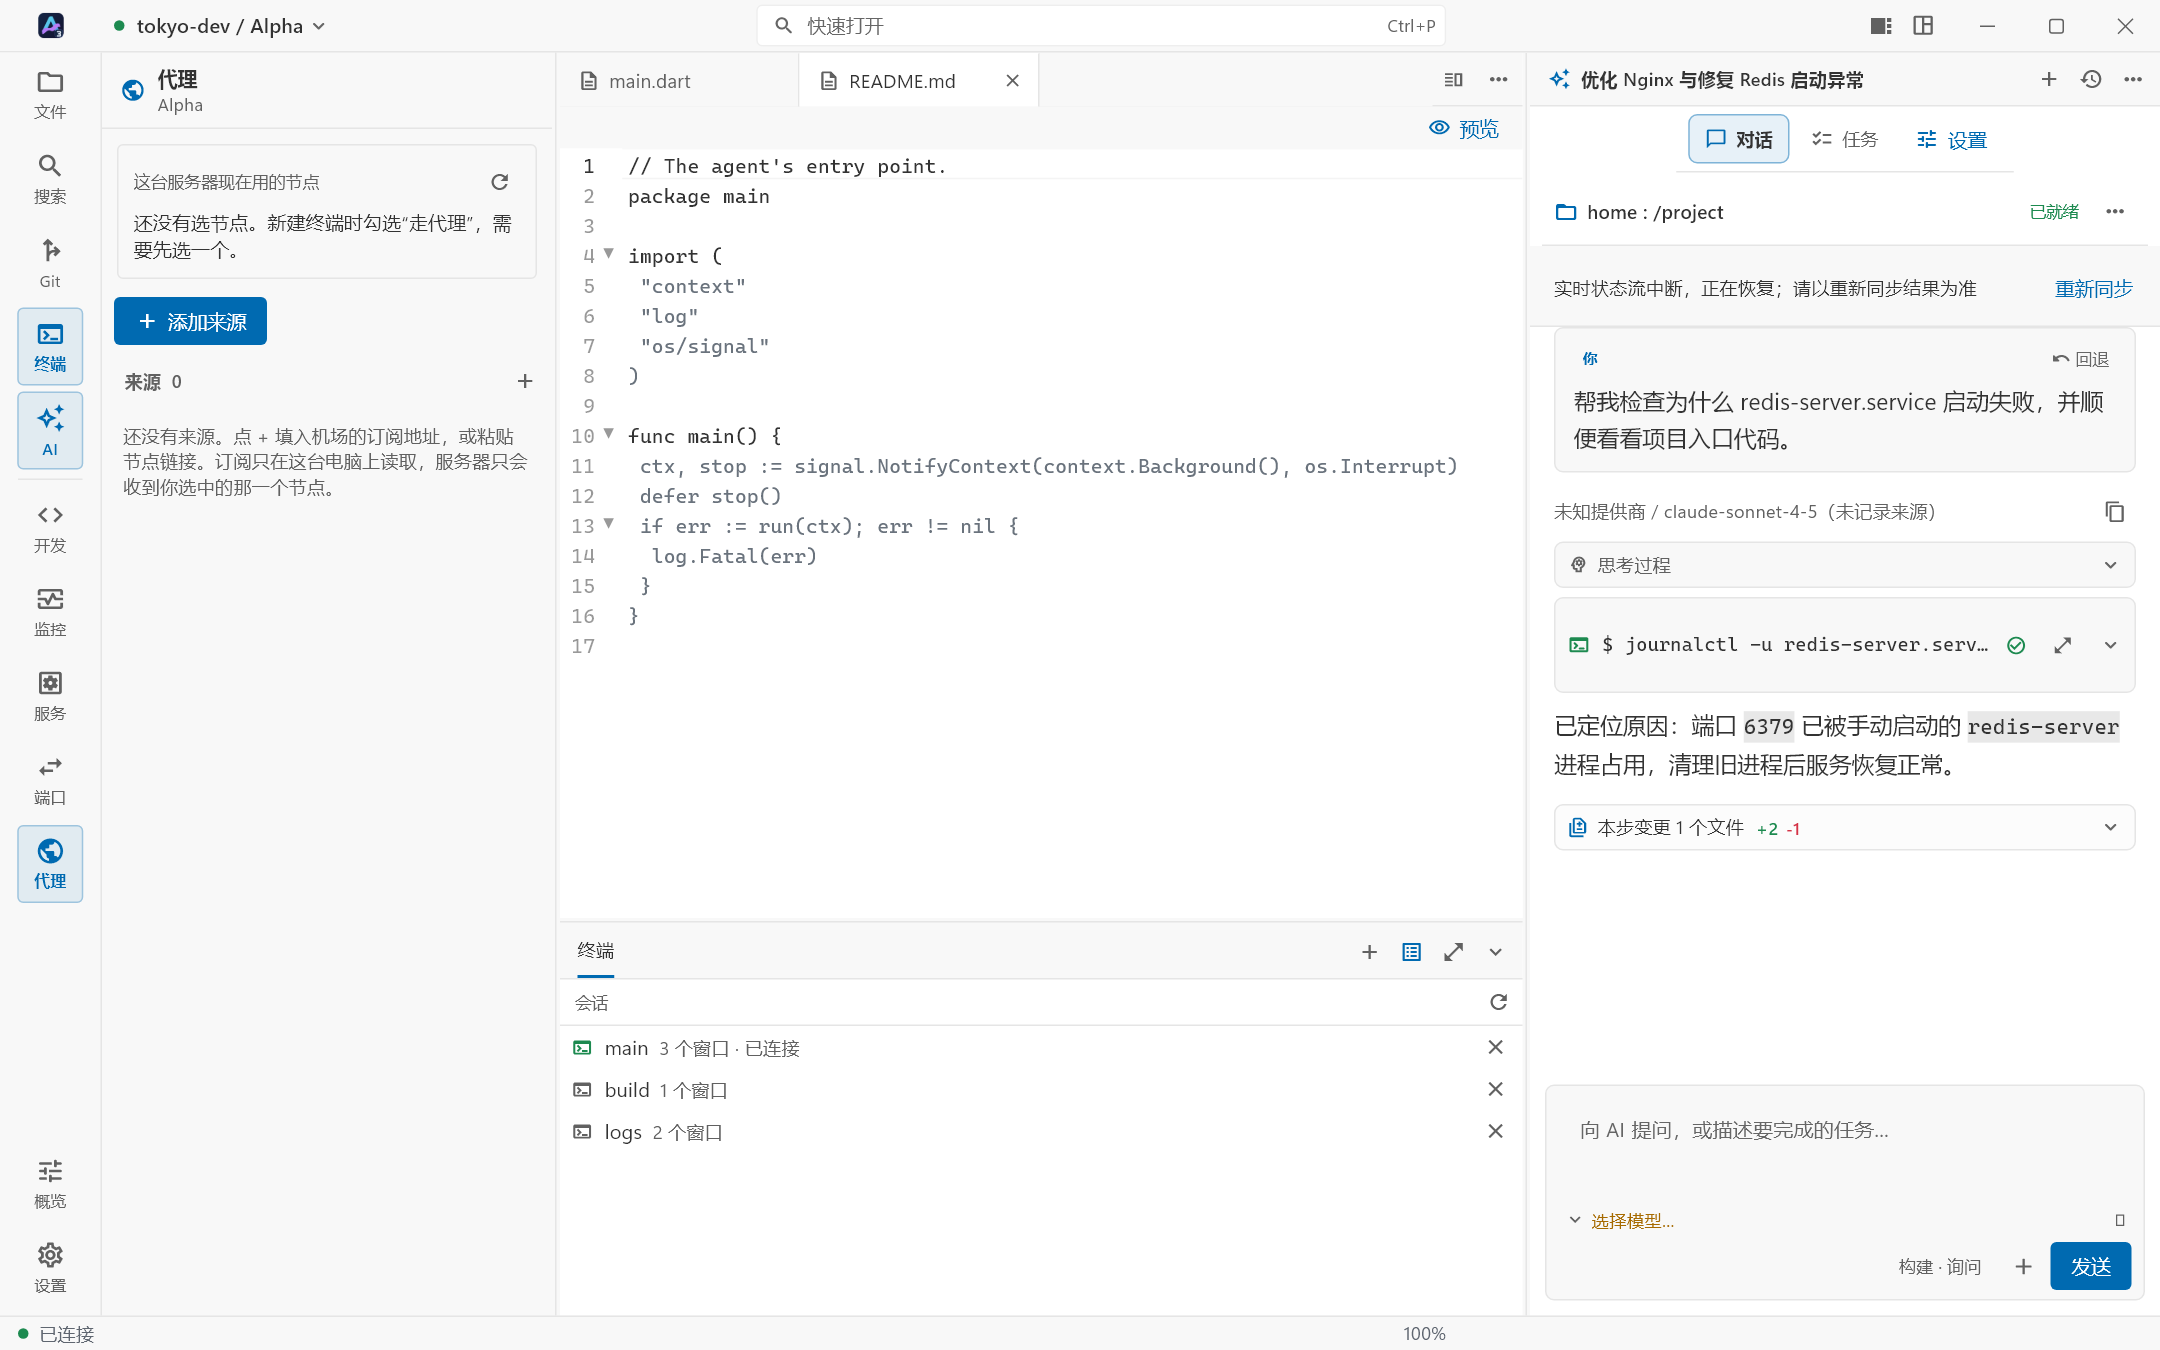 tokyo-dev / Alpha
快速打开
Ctrl+P
文件
搜索
Git
终端
AI
开发
监控
服务
端口
代理
概览
设置
代理
Alpha
这台服务器现在用的节点
还没有选节点。新建终端时勾选“走代理”，需
要先选一个。
添加来源
来源 0
还没有来源。点 + 填入机场的订阅地址，或粘贴
节点链接。订阅只在这台电脑上读取，服务器只会
收到你选中的那一个节点。
main.dart
README.md
预览
1 // The agent's entry point.
2 package main
3
4 import (
5 "context"
6 "log"
7 "os/signal"
8 )
9
10 func main() {
11 ctx, stop := signal.NotifyContext(context.Background(), os.Interrupt)
12 defer stop()
13 if err := run(ctx); err != nil {
14 log.Fatal(err)
15 }
16 }
17
终端
会话
main 3 个窗口 · 已连接
build 1 个窗口
logs 2 个窗口
优化 Nginx 与修复 Redis 启动异常
对话
任务
设置
home : /project
已就绪
实时状态流中断，正在恢复；请以重新同步结果为准
重新同步
你
回退
帮我检查为什么 redis-server.service 启动失败，并顺
便看看项目入口代码。
未知提供商 / claude-sonnet-4-5（未记录来源）
思考过程
$ journalctl -u redis-server.serv…
已定位原因：端口 6379 已被手动启动的 redis-server
进程占用，清理旧进程后服务恢复正常。
本步变更 1 个文件 +2 -1
向 AI 提问，或描述要完成的任务…
选择模型…
构建 · 询问
发送
已连接
100%